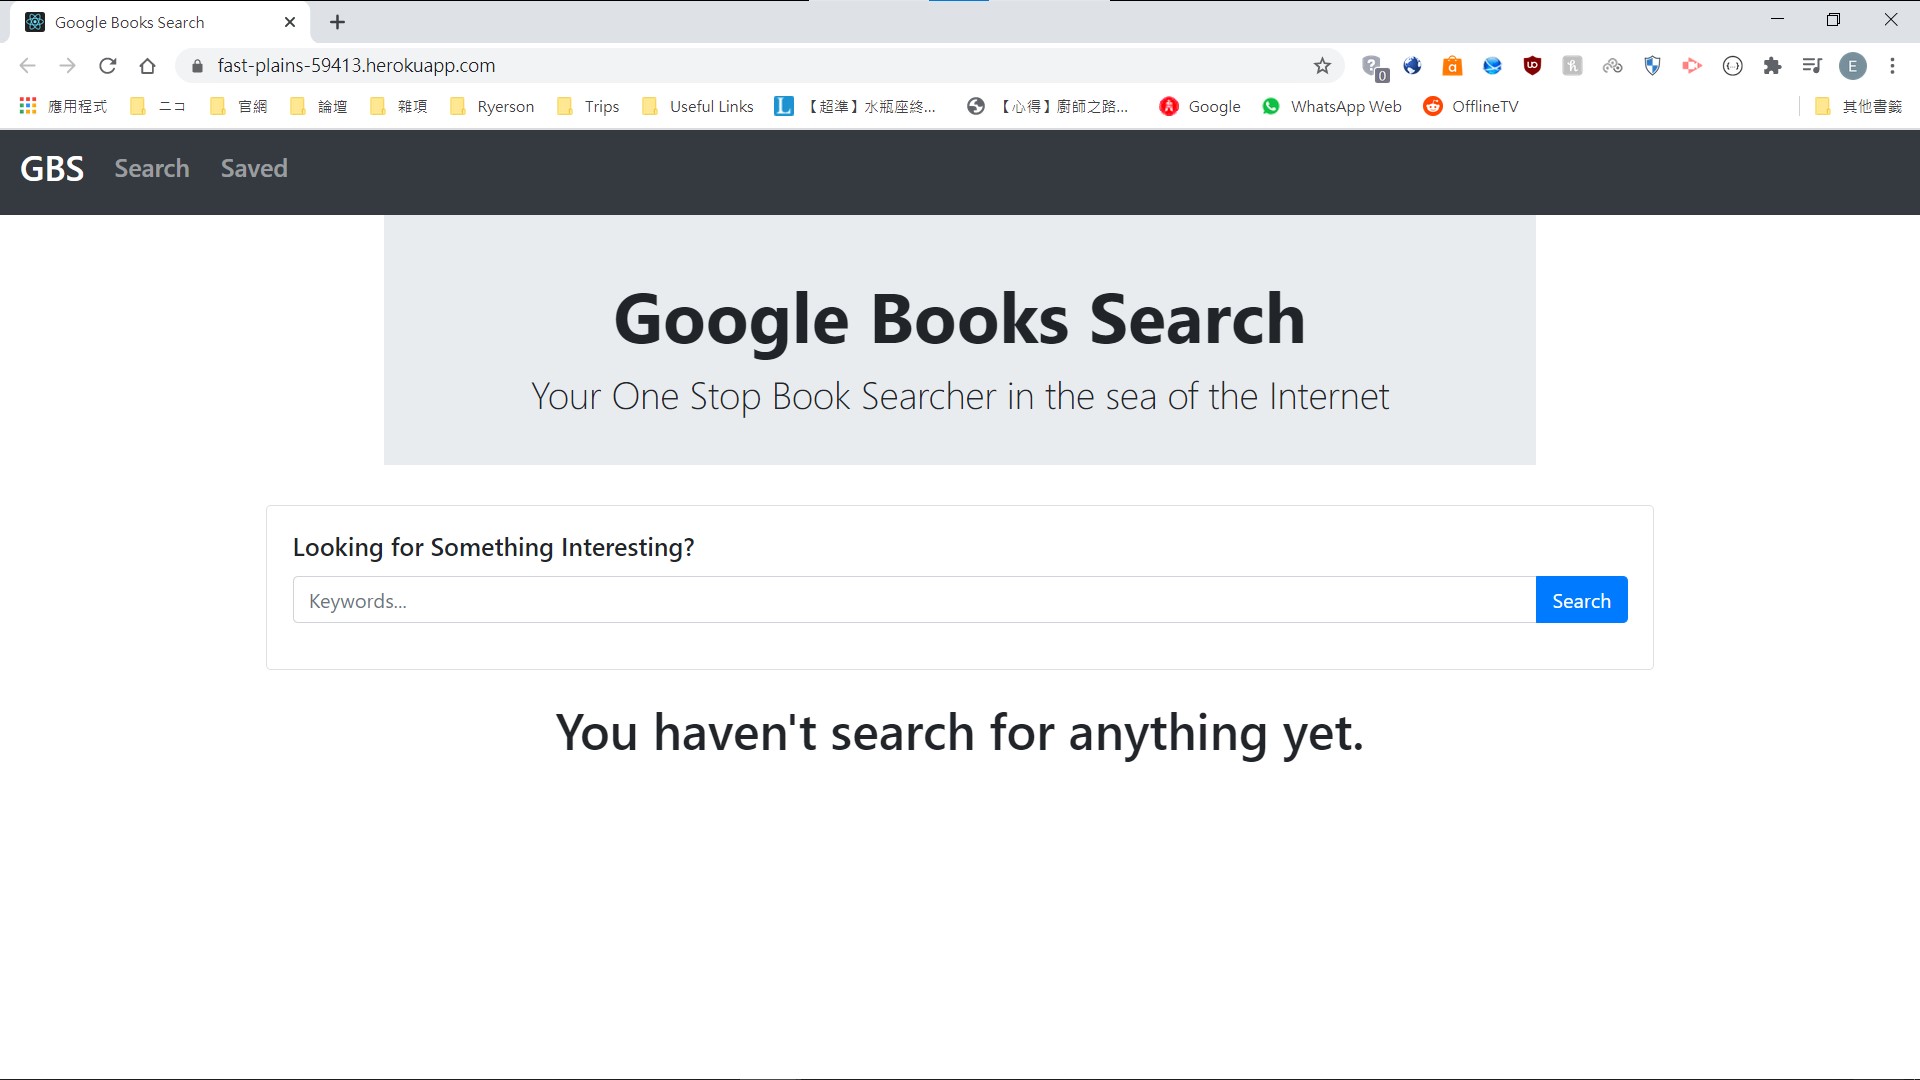 Google Books Search
fast-plains-59413.herokuapp.com
0
E
應用程式 ニコ 官網 論壇 雜項 Ryerson Trips Useful Links L 【超準】水瓶座終... 【心得】廚師之路... Google WhatsApp Web OfflineTV 其他書籤
GBS Search Saved
Google Books Search
Your One Stop Book Searcher in the sea of the Internet
Looking for Something Interesting?
Keywords... Search
You haven't search for anything yet.